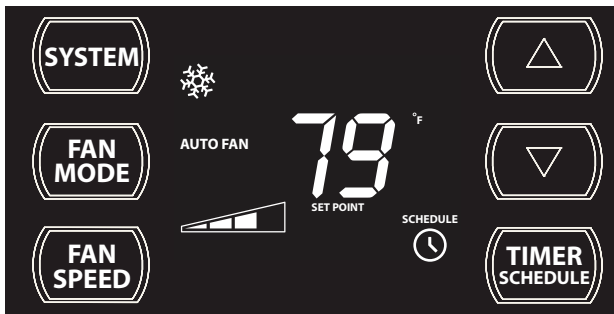 SYSTEM
FAN
MODE
FAN
SPEED
AUTO FAN
79
°F
SET POINT
SCHEDULE
TIMER
SCHEDULE